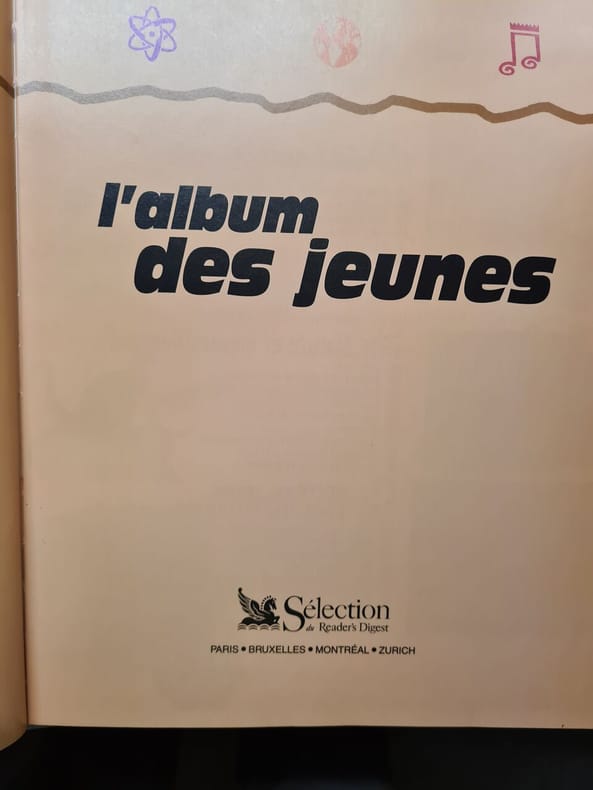 l'album
des jeunes
Sélection
du Reader's Digest
PARIS • BRUXELLES • MONTRÉAL • ZURICH